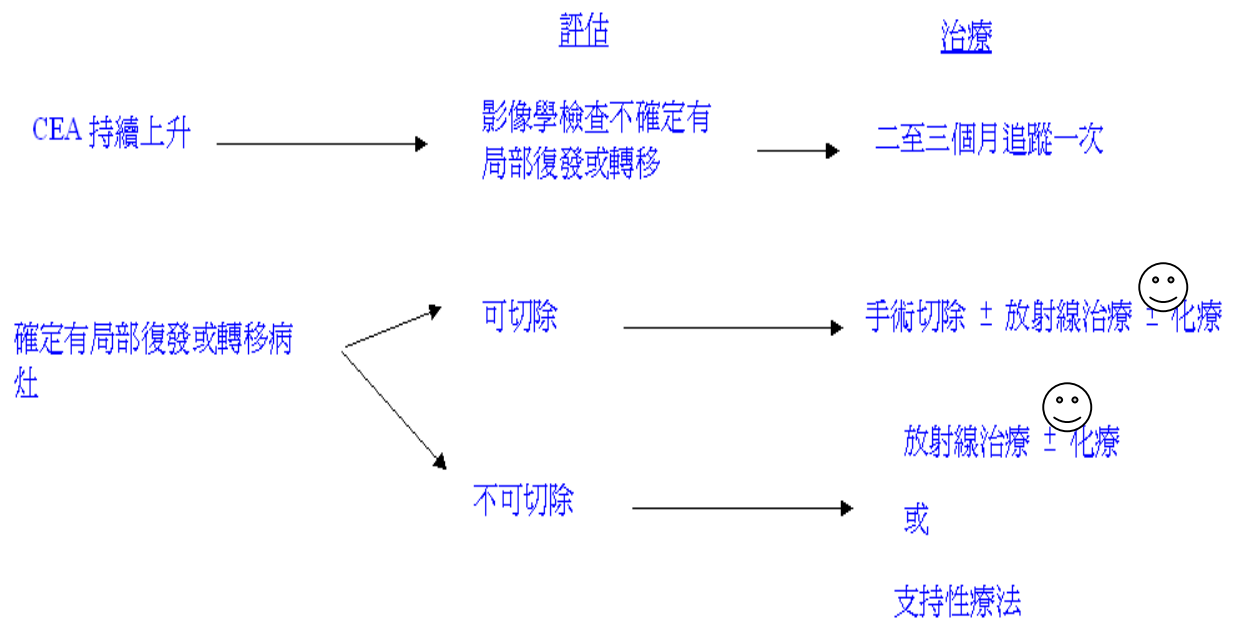 評估
治療
CEA 持續上升
影像學檢查不確定有
局部復發或轉移
二至三個月追蹤一次
確定有局部復發或轉移病
灶
可切除
手術切除 ± 放射線治療 ± 化療
不可切除
放射線治療 ± 化療
或
支持性療法